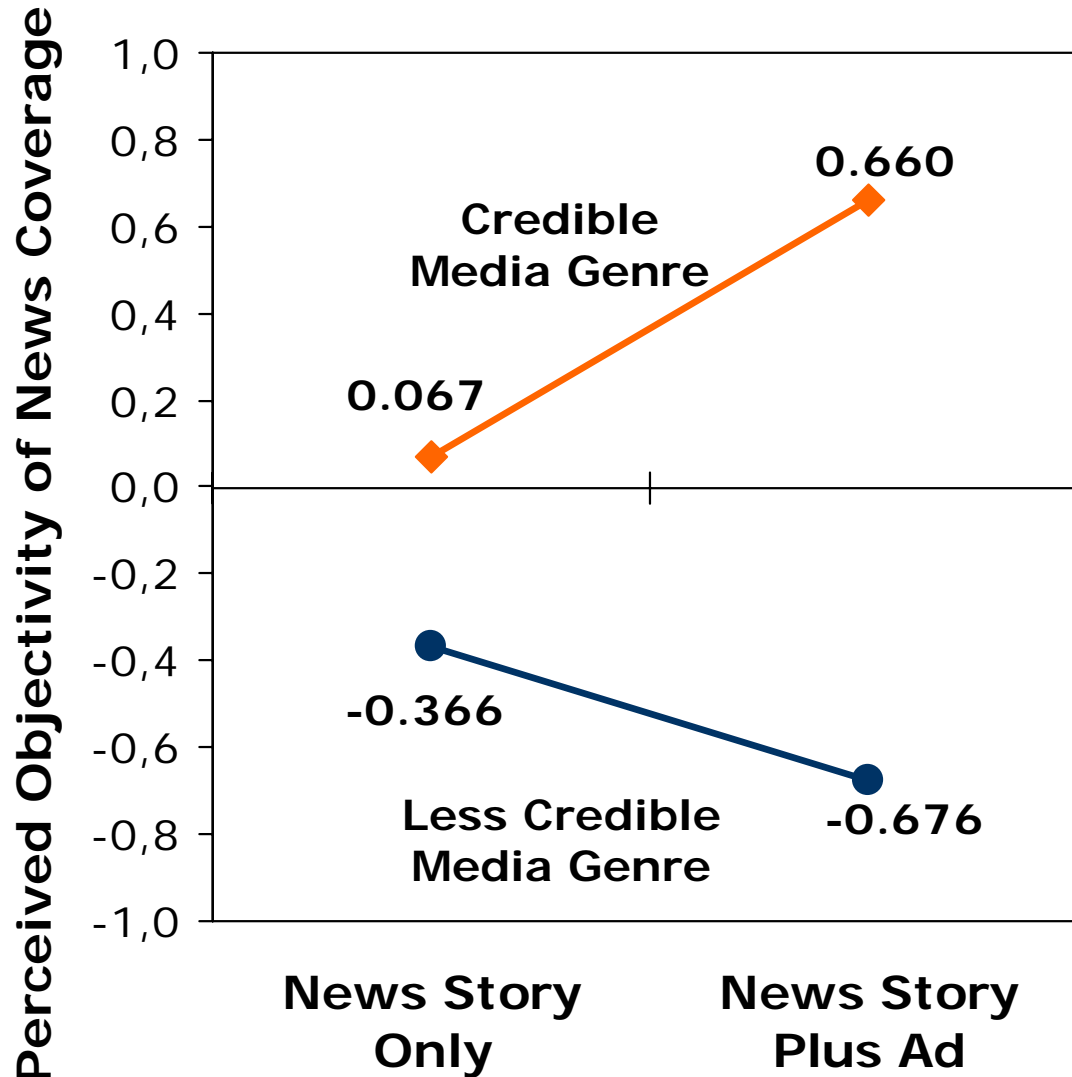 Perceived Objectivity of News Coverage
1,0
0,8
0,6
0,4
0,2
0,0
-0,2
-0,4
-0,6
-0,8
-1,0
0.660
Credible
Media Genre
0.067
-0.366
Less Credible
Media Genre
-0.676
News Story
Only
News Story
Plus Ad